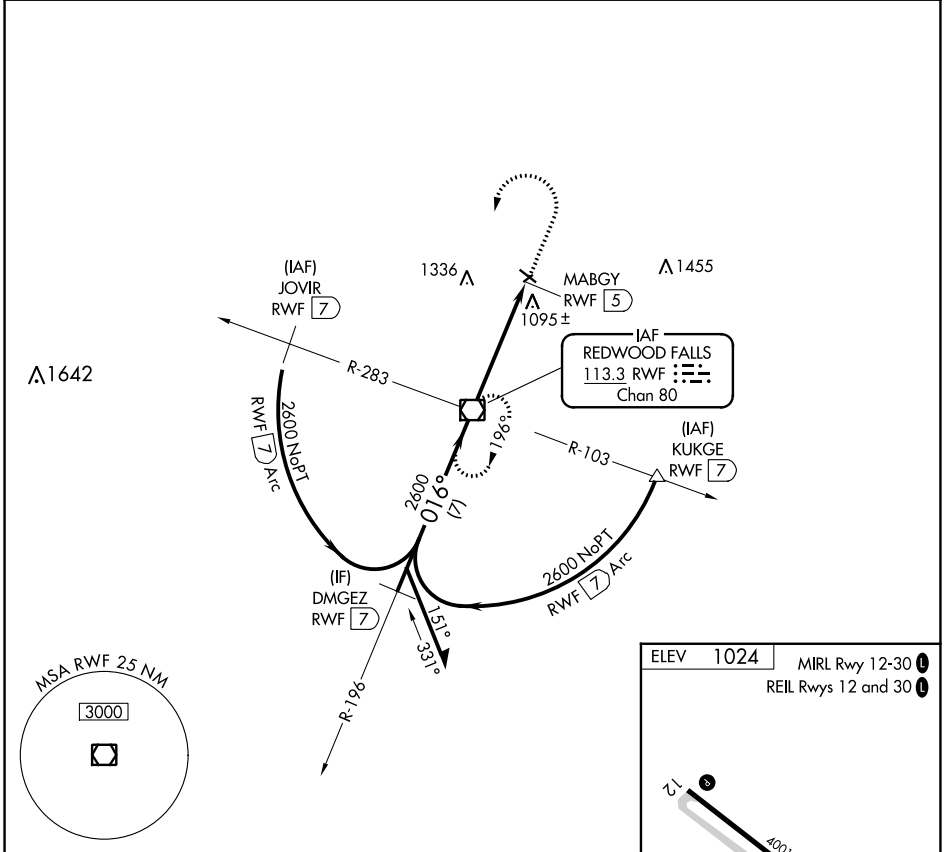 (IAF)
JOVIR
RWF 7
1336
MABGY
RWF 5
1455
1095±
IAF
REDWOOD FALLS
113.3 RWF
Chan 80
1642
R-283
2600 NoPT
RWF 7 Arc
196°
R-103
(IAF)
KUKGE
RWF 7
2600
016°
(7)
2600 NoPT
RWF 7 Arc
(IF)
DMGEZ
RWF 7
151°
331°
R-196
MSA RWF 25 NM
3000
ELEV 1024
MIRL Rwy 12-30 L
REIL Rwys 12 and 30 L
12
P